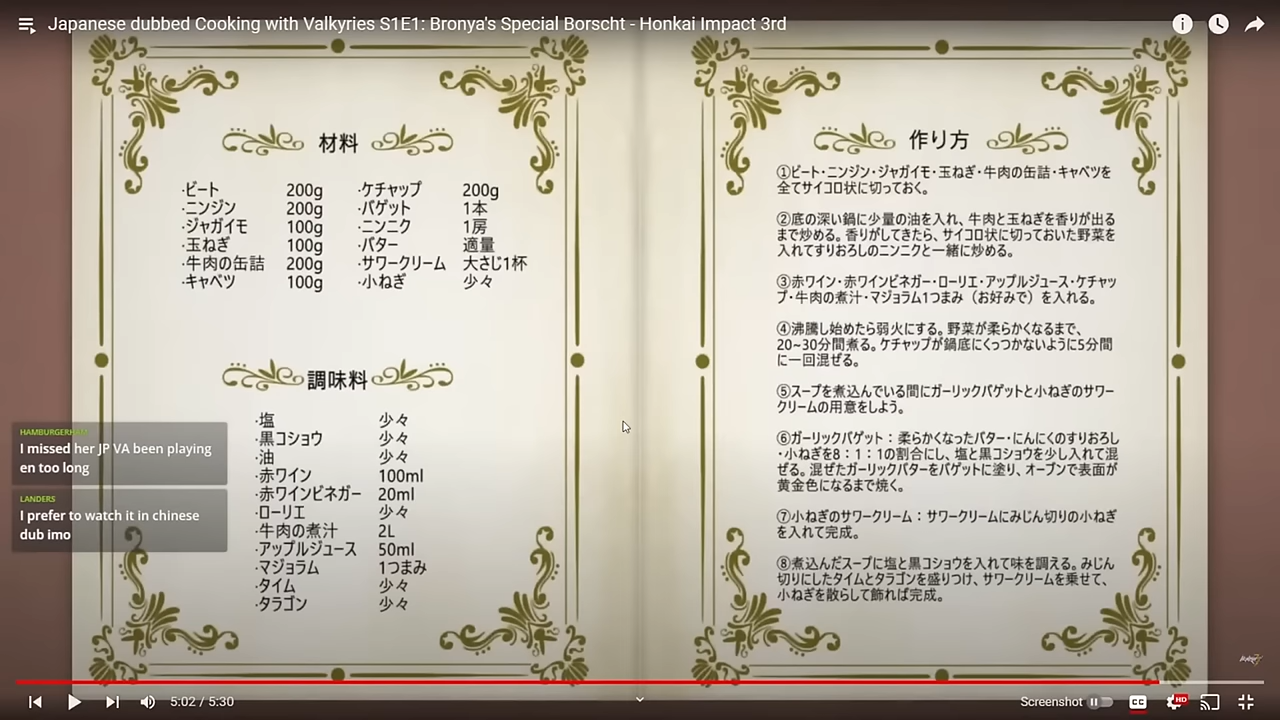 Japanese dubbed Cooking with Valkyries S1E1: Bronya's Special Borscht - Honkai Impact 3rd
材料
·ビート 200g ·ケチャップ 200g
·ニンジン 200g ·バゲット 1本
·ジャガイモ 100g ·ニンニク 1房
·玉ねぎ 100g ·バター 適量
·牛肉の缶詰 200g ·サワークリーム 大さじ1杯
·キャベツ 100g ·小ねぎ 少々
調味料
·塩 少々
·黒コショウ 少々
·油 少々
·赤ワイン 100ml
·赤ワインビネガー 20ml
·ローリエ 少々
·牛肉の煮汁 2L
·アップルジュース 50ml
·マジョラム 1つまみ
·タイム 少々
·タラゴン 少々
作り方
①ビート·ニンジン·ジャガイモ·玉ねぎ·牛肉の缶詰·キャベツを
全てサイコロ状に切っておく。
②底の深い鍋に少量の油を入れ、牛肉と玉ねぎを香りが出る
まで炒める。香りがしてきたら、サイコロ状に切っておいた野菜を
入れてすりおろしのニンニクと一緒に炒める。
③赤ワイン·赤ワインビネガー·ローリエ·アップルジュース·ケチャッ
プ·牛肉の煮汁·マジョラム1つまみ（お好みで）を入れる。
④沸騰し始めたら弱火にする。野菜が柔らかくなるまで、
20~30分間煮る。ケチャップが鍋底にくっつかないように5分間
に一回混ぜる。
⑤スープを煮込んでいる間にガーリックバゲットと小ねぎのサワー
クリームの用意をしよう。
⑥ガーリックバゲット：柔らかくなったバター·にんにくのすりおろし
·小ねぎを8：1：1の割合にし、塩と黒コショウを少し入れて混
ぜる。混ぜたガーリックバターをバゲットに塗り、オーブンで表面が
黄金色になるまで焼く。
⑦小ねぎのサワークリーム：サワークリームにみじん切りの小ねぎ
を入れて完成。
⑧煮込んだスープに塩と黒コショウを入れて味を調える。みじん
切りにしたタイムとタラゴンを盛りつけ、サワークリームを乗せて、
小ねぎを散らして飾れば完成。
I missed her JP VA been playing
en too long
LANDERS
I prefer to watch it in chinese
dub imo
5:02 / 5:30
Screenshot
CC
HD